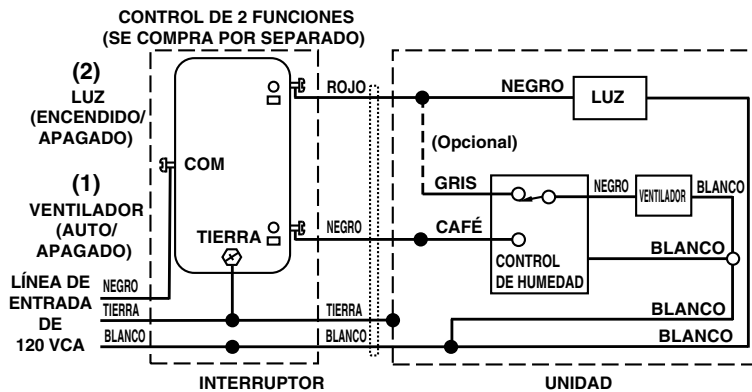 CONTROL DE 2 FUNCIONES
(SE COMPRA POR SEPARADO)
(2)
LUZ
(ENCENDIDO/
APAGADO)
COM
(1)
VENTILADOR
(AUTO/
APAGADO)
TIERRA
LÍNEA DE
ENTRADA
DE
120 VCA
NEGRO
TIERRA
BLANCO
ROJO
NEGRO
TIERRA
BLANCO
INTERRUPTOR
NEGRO
LUZ
(Opcional)
GRIS
NEGRO
VENTILADOR
BLANCO
CAFÉ
CONTROL
DE HUMEDAD
BLANCO
BLANCO
BLANCO
UNIDAD